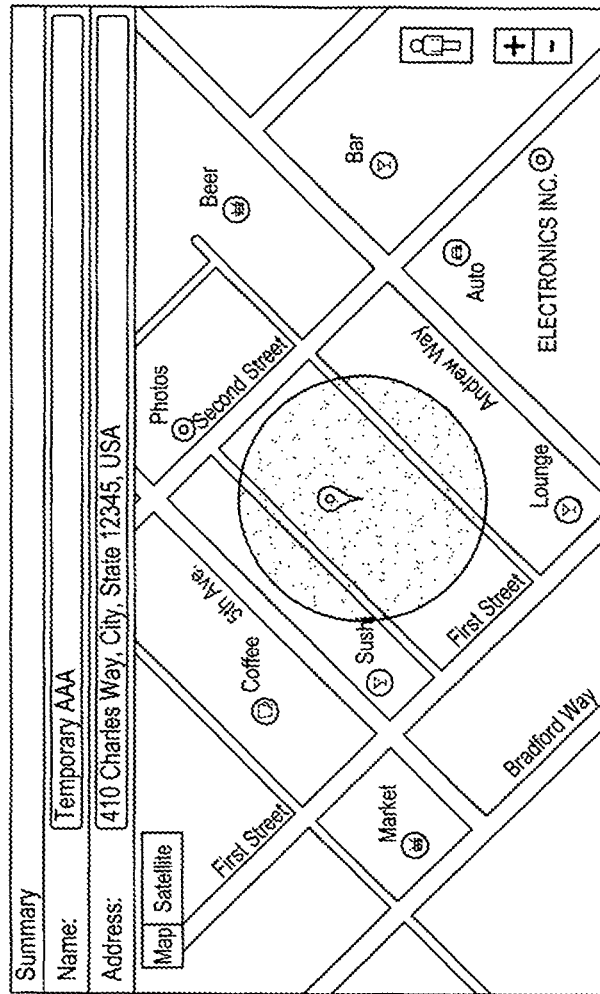 Summary
Name: Temporary AAA
Address: 410 Charles Way, City, State 12345, USA
Map Satellite
First Street
5th Ave.
Coffee
Photos
Second Street
Beer
Bar
+
-
Market
Sushi
First Street
Andrew Way
Auto
ELECTRONICS INC.
Lounge
Bradford Way